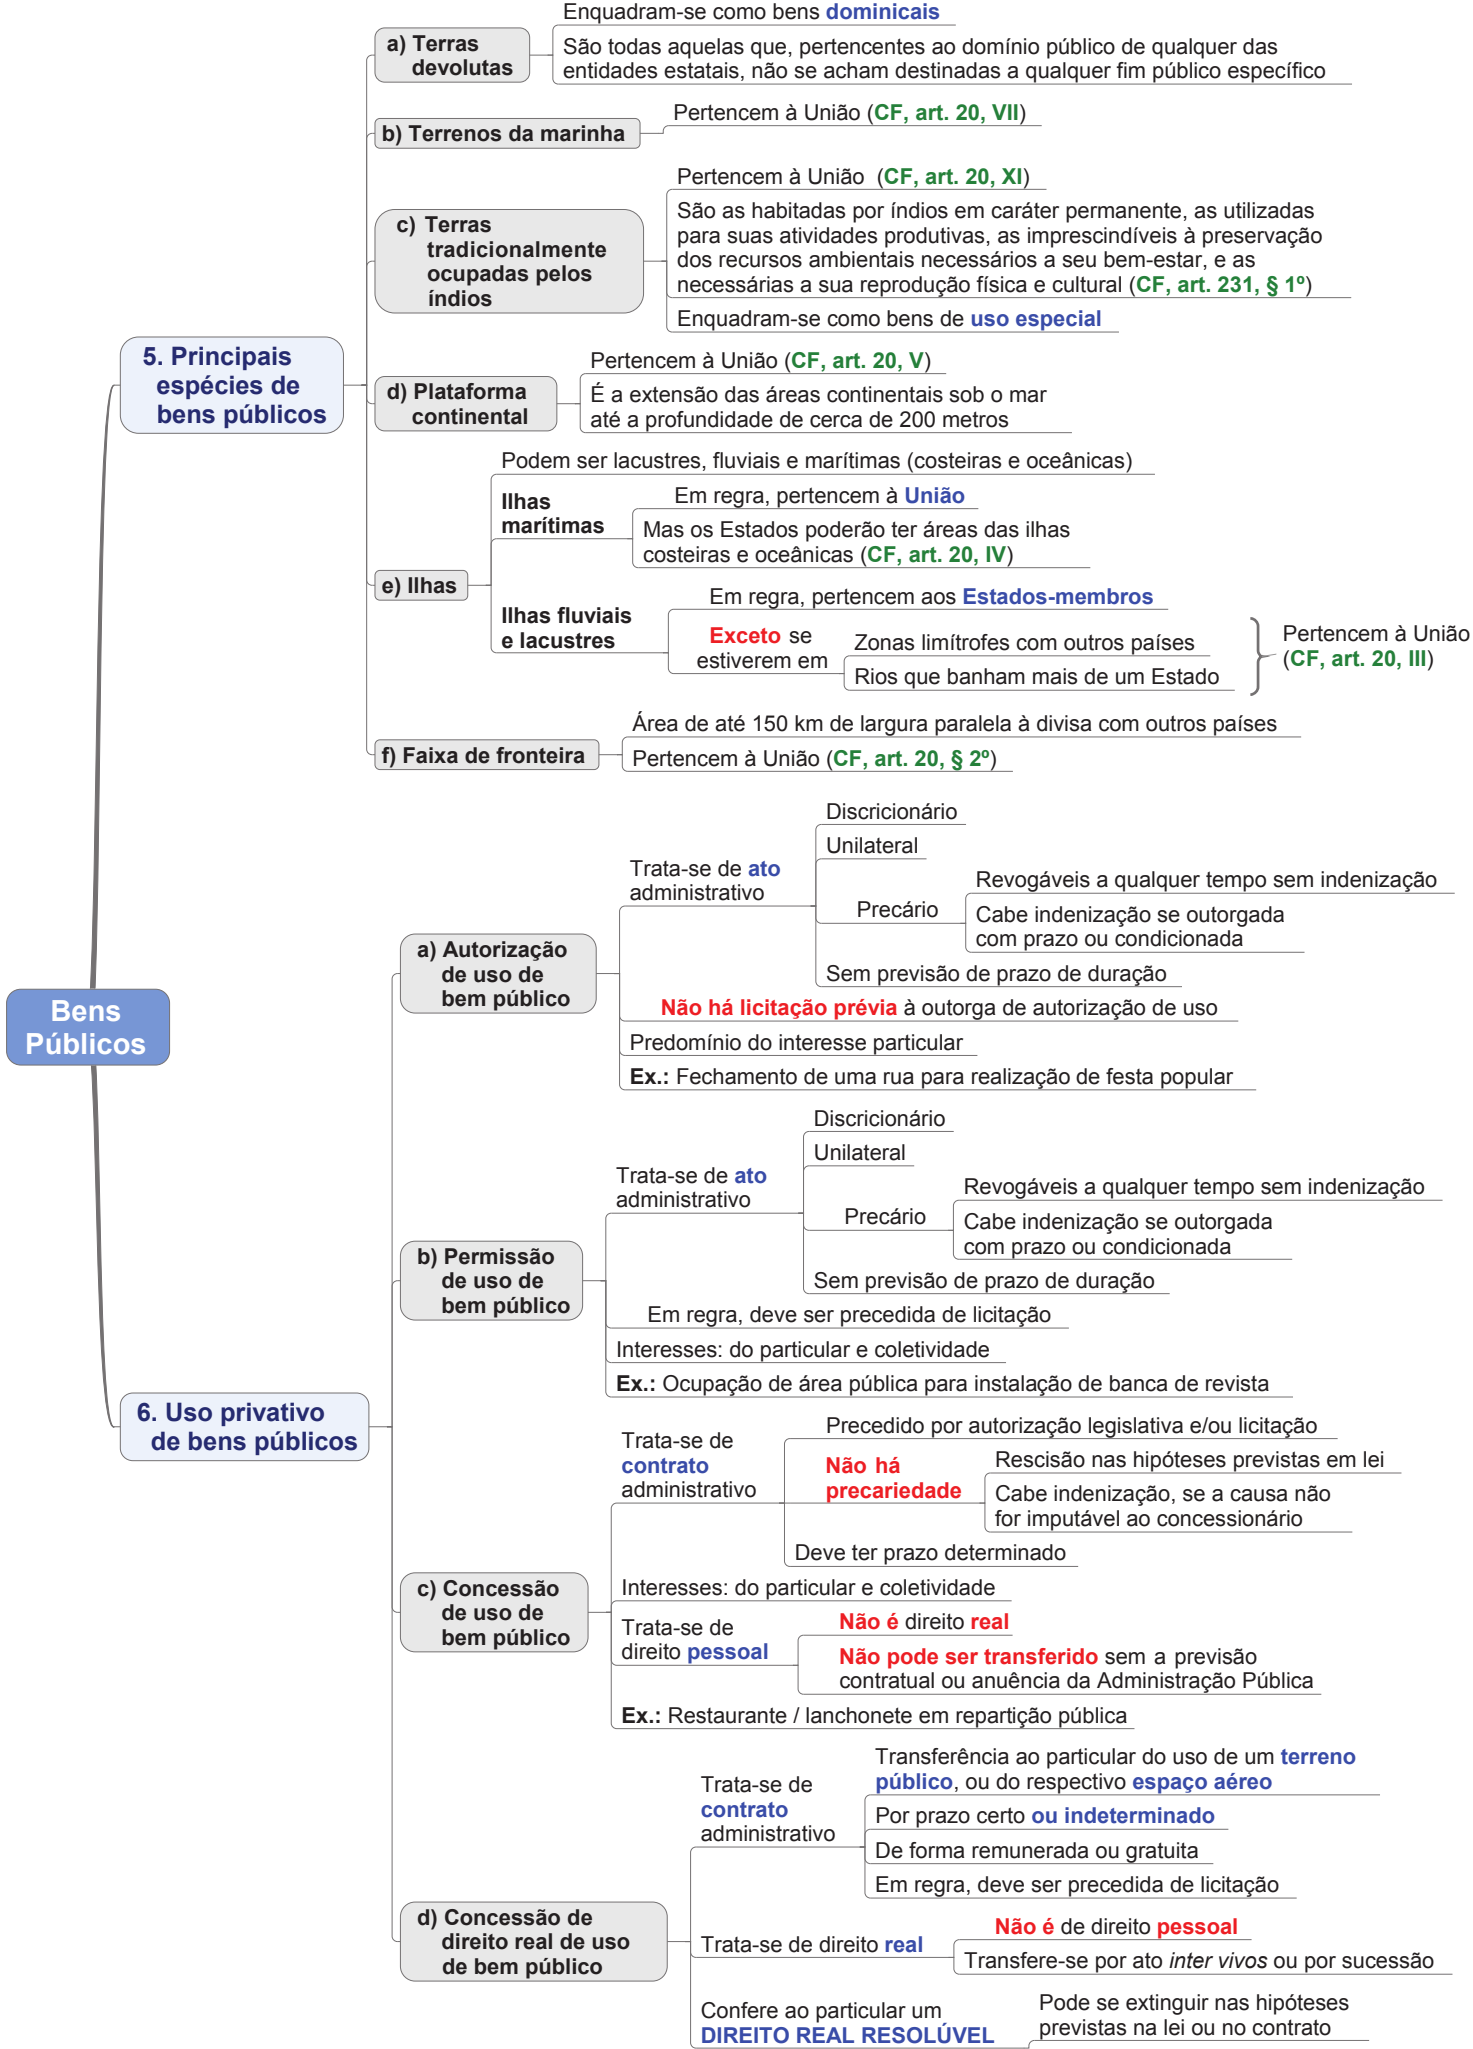 Bens
Públicos
5. Principais
espécies de
bens públicos
a) Terras
devolutas
Enquadram-se como bens dominicais
São todas aquelas que, pertencentes ao domínio público de qualquer das
entidades estatais, não se acham destinadas a qualquer fim público específico
b) Terrenos da marinha
Pertencem à União (CF, art. 20, VII)
c) Terras
tradicionalmente
ocupadas pelos
índios
Pertencem à União (CF, art. 20, XI)
São as habitadas por índios em caráter permanente, as utilizadas
para suas atividades produtivas, as imprescindíveis à preservação
dos recursos ambientais necessários a seu bem-estar, e as
necessárias a sua reprodução física e cultural (CF, art. 231, § 1º)
Enquadram-se como bens de uso especial
d) Plataforma
continental
Pertencem à União (CF, art. 20, V)
É a extensão das áreas continentais sob o mar
até a profundidade de cerca de 200 metros
e) Ilhas
Podem ser lacustres, fluviais e marítimas (costeiras e oceânicas)
Ilhas
marítimas
Em regra, pertencem à União
Mas os Estados poderão ter áreas das ilhas
costeiras e oceânicas (CF, art. 20, IV)
Ilhas fluviais
e lacustres
Em regra, pertencem aos Estados-membros
Exceto se
estiverem em
Zonas limítrofes com outros países
Rios que banham mais de um Estado
Pertencem à União
(CF, art. 20, III)
f) Faixa de fronteira
Área de até 150 km de largura paralela à divisa com outros países
Pertencem à União (CF, art. 20, § 2º)
6. Uso privativo
de bens públicos
a) Autorização
de uso de
bem público
Trata-se de ato
administrativo
Discricionário
Unilateral
Precário
Revogáveis a qualquer tempo sem indenização
Cabe indenização se outorgada
com prazo ou condicionada
Sem previsão de prazo de duração
Não há licitação prévia à outorga de autorização de uso
Predomínio do interesse particular
Ex.: Fechamento de uma rua para realização de festa popular
b) Permissão
de uso de
bem público
Trata-se de ato
administrativo
Discricionário
Unilateral
Precário
Revogáveis a qualquer tempo sem indenização
Cabe indenização se outorgada
com prazo ou condicionada
Sem previsão de prazo de duração
Em regra, deve ser precedida de licitação
Interesses: do particular e coletividade
Ex.: Ocupação de área pública para instalação de banca de revista
c) Concessão
de uso de
bem público
Trata-se de
contrato
administrativo
Precedido por autorização legislativa e/ou licitação
Não há
precariedade
Rescisão nas hipóteses previstas em lei
Cabe indenização, se a causa não
for imputável ao concessionário
Deve ter prazo determinado
Interesses: do particular e coletividade
Trata-se de
direito pessoal
Não é direito real
Não pode ser transferido sem a previsão
contratual ou anuência da Administração Pública
Ex.: Restaurante / lanchonete em repartição pública
d) Concessão de
direito real de uso
de bem público
Trata-se de
contrato
administrativo
Transferência ao particular do uso de um terreno
público, ou do respectivo espaço aéreo
Por prazo certo ou indeterminado
De forma remunerada ou gratuita
Em regra, deve ser precedida de licitação
Trata-se de direito real
Não é de direito pessoal
Transfere-se por ato inter vivos ou por sucessão
Confere ao particular um
DIREITO REAL RESOLÚVEL
Pode se extinguir nas hipóteses
previstas na lei ou no contrato